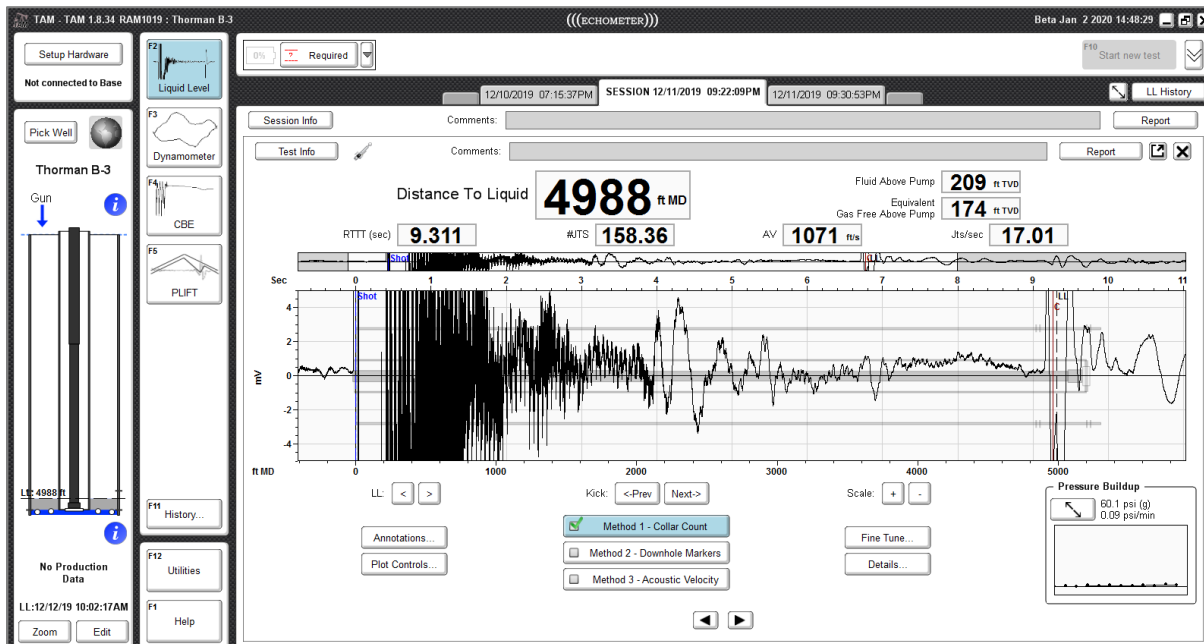 TAM - TAM 1.8.34 RAM1019 : Thorman B-3
(((ECHOMETER)))
Beta Jan 2 2020 14:48:29
Setup Hardware
Not connected to Base
Pick Well
Thorman B-3
Gun
LL: 4988 ft
No Production
Data
LL:12/12/19 10:02:17AM
Zoom Edit
F2
Liquid Level
F3
Dynamometer
F4
CBE
F5
PLIFT
F11
History...
F12
Utilities
F1
Help
0% ? Required
F10
Start new test
12/10/2019 07:15:37PM SESSION 12/11/2019 09:22:09PM 12/11/2019 09:30:53PM
LL History
Session Info Comments: Report
Test Info Comments: Report
Distance To Liquid 4988 ft MD
Fluid Above Pump 209 ft TVD
Equivalent
Gas Free Above Pump 174 ft TVD
RTTT (sec) 9.311 #JTS 158.36 AV 1071 ft/s Jts/sec 17.01
Shot
Sec 0 1 2 3 4 5 6 7 8 9 10 11
Shot LL
C
4
2
0
-2
-4
mV
ft MD 0 1000 2000 3000 4000 5000
LL: < > Kick: <-Prev Next-> Scale: + -
Annotations...
Plot Controls...
Method 1 - Collar Count
Method 2 - Downhole Markers
Method 3 - Acoustic Velocity
Fine Tune...
Details...
Pressure Buildup
60.1 psi (g)
0.09 psi/min